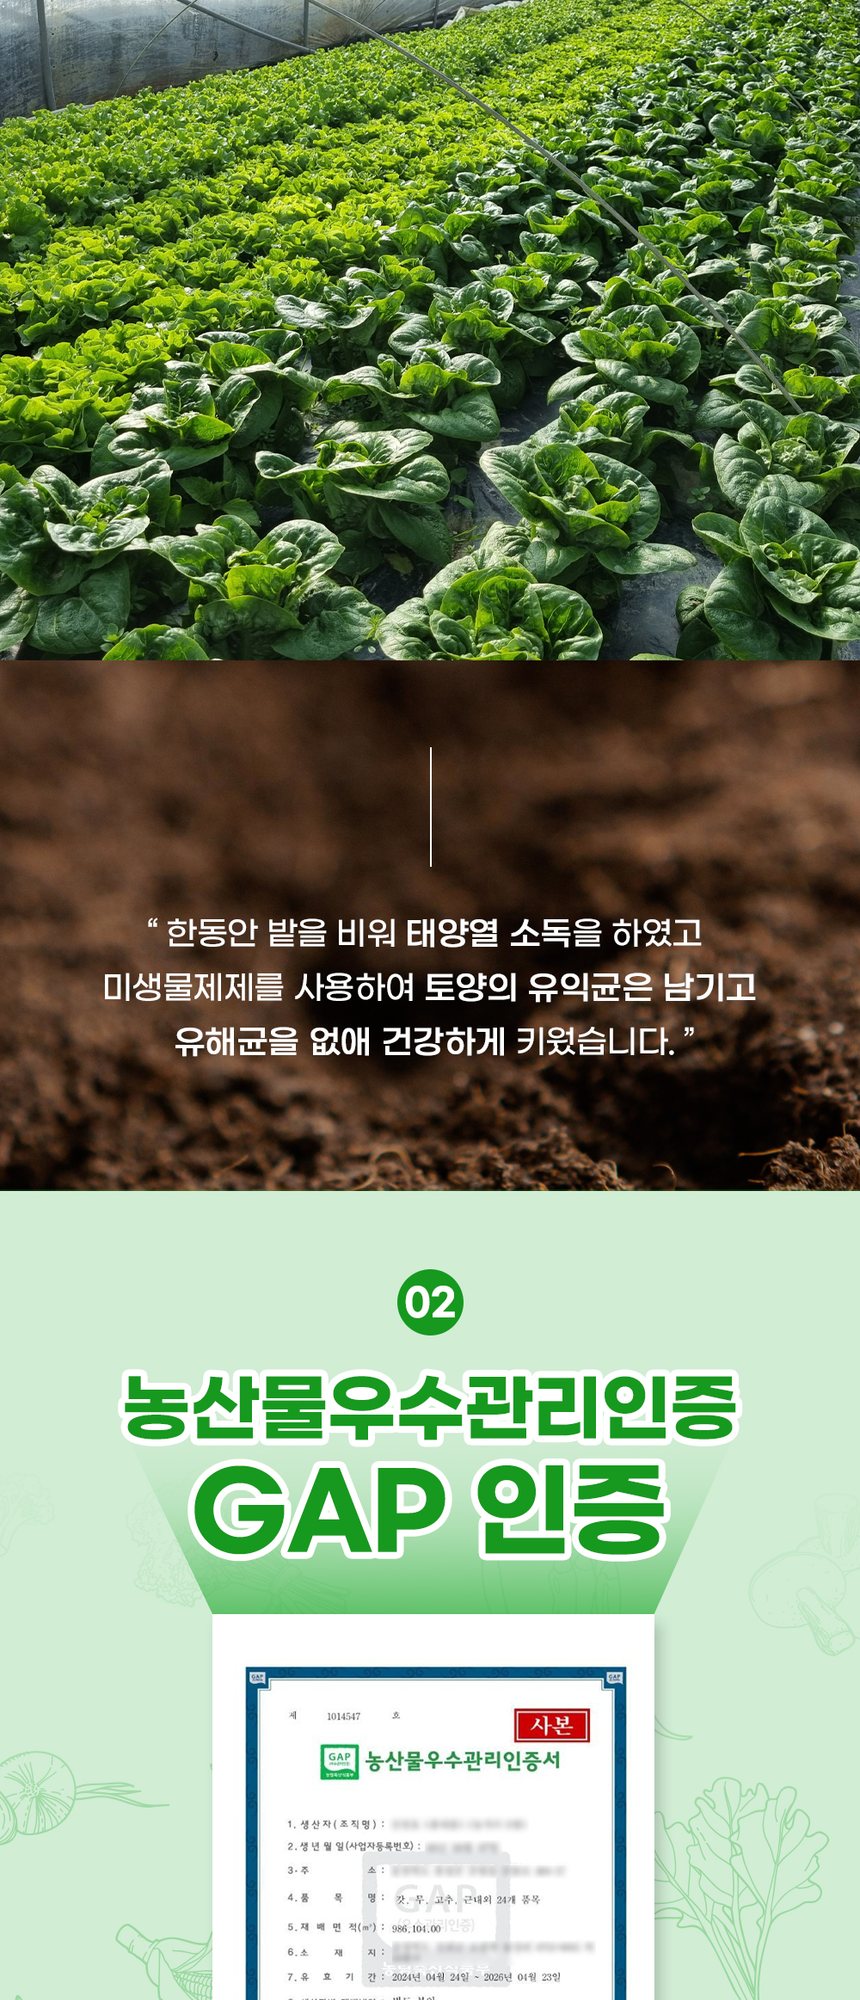 “ 한동안 밭을 비워 태양열 소독을 하였고
미생물제제를 사용하여 토양의 유익균은 남기고
유해균을 없애 건강하게 키웠습니다. ”
02
농산물우수관리인증
GAP 인증
GAP
GAP
제 1014547 호
사본
GAP
농산물우수관리인증서
1. 생산자(조직명) :
2. 생년월일(사업자등록번호) :
3. 주 소 :
4. 품 목 명 : 갓, 무, 고추, 근대외 24개 품목
5. 재 배 면 적(㎡) : 986,104.00
6. 소 재 지 :
7. 유 효 기 간 : 2024년 04월 24일 ~ 2026년 04월 23일
GAP
(우수관리인증)